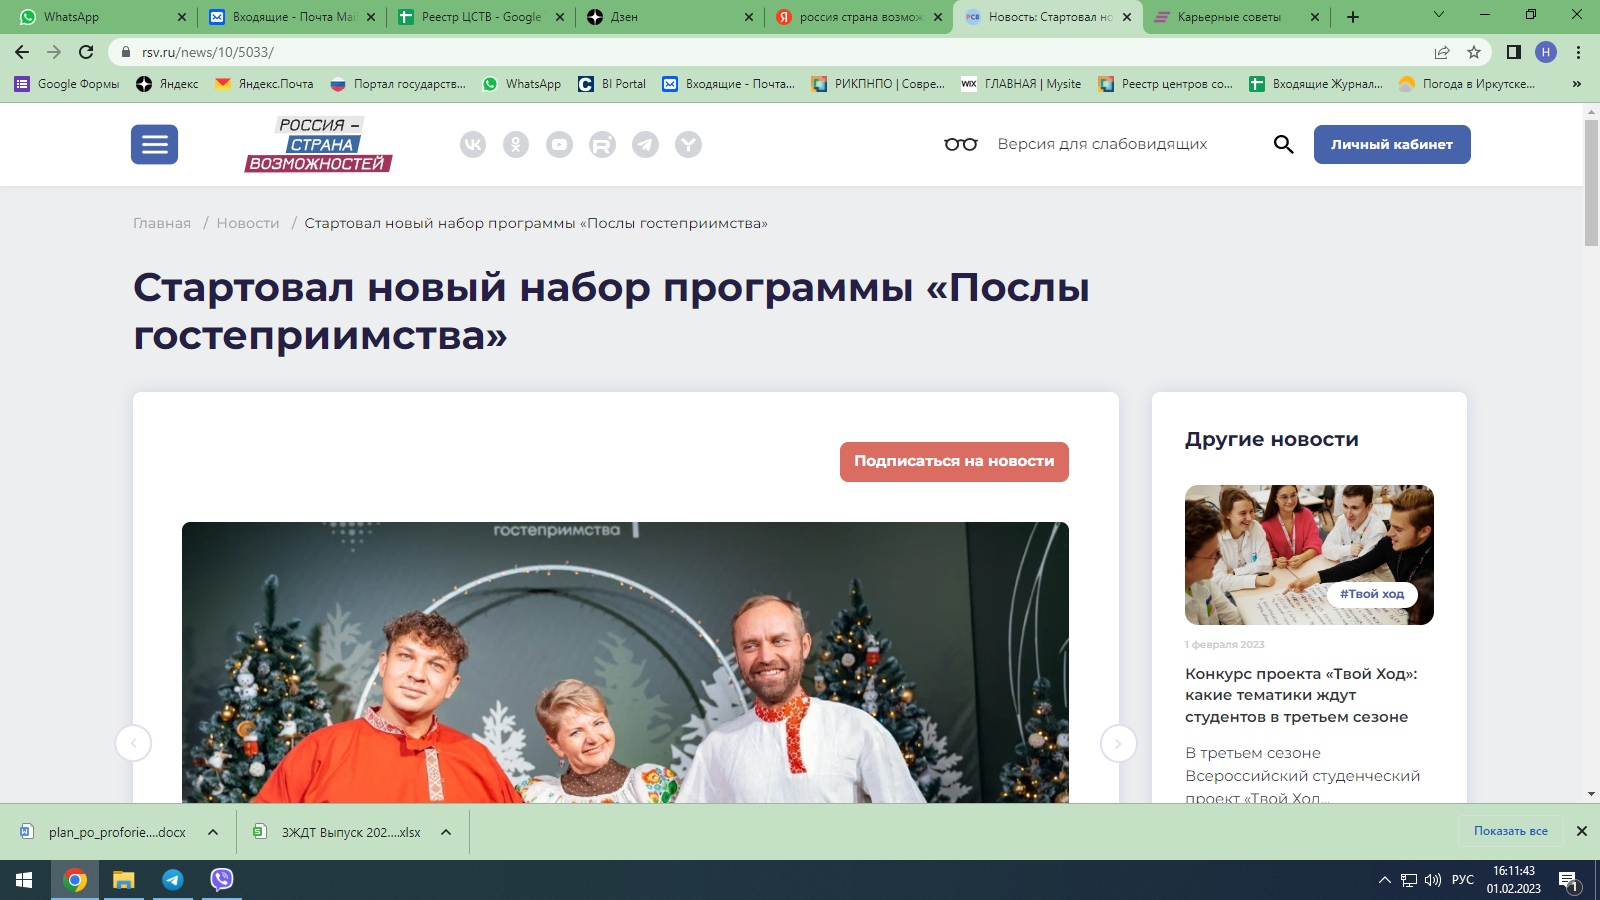 WhatsApp
Входящие - Почта Mail
Реестр ЦСТВ - Google
Дзен
россия страна возмож
Новость: Стартовал но
Карьерные советы
rsv.ru/news/10/5033/
Н
Google Формы
Яндекс
Яндекс.Почта
Портал государств...
WhatsApp
BI Portal
Входящие - Почта...
РИКПНПО | Совре...
WIX
ГЛАВНАЯ | Mysite
Реестр центров со...
Входящие Журнал...
Погода в Иркутске...
»
РОССИЯ –
СТРАНА
ВОЗМОЖНОСТЕЙ
Версия для слабовидящих
Личный кабинет
Главная / Новости / Стартовал новый набор программы «Послы гостеприимства»
Стартовал новый набор программы «Послы
гостеприимства»
Подписаться на новости
гостеприимства
Другие новости
#Твой ход
1 февраля 2023
Конкурс проекта «Твой Ход»:
какие тематики ждут
студентов в третьем сезоне
В третьем сезоне
Всероссийский студенческий
проект «Твой Ход...
plan_po_proforie....docx
ЗЖДТ Выпуск 202....xlsx
Показать все
РУС
16:11:43
01.02.2023
1